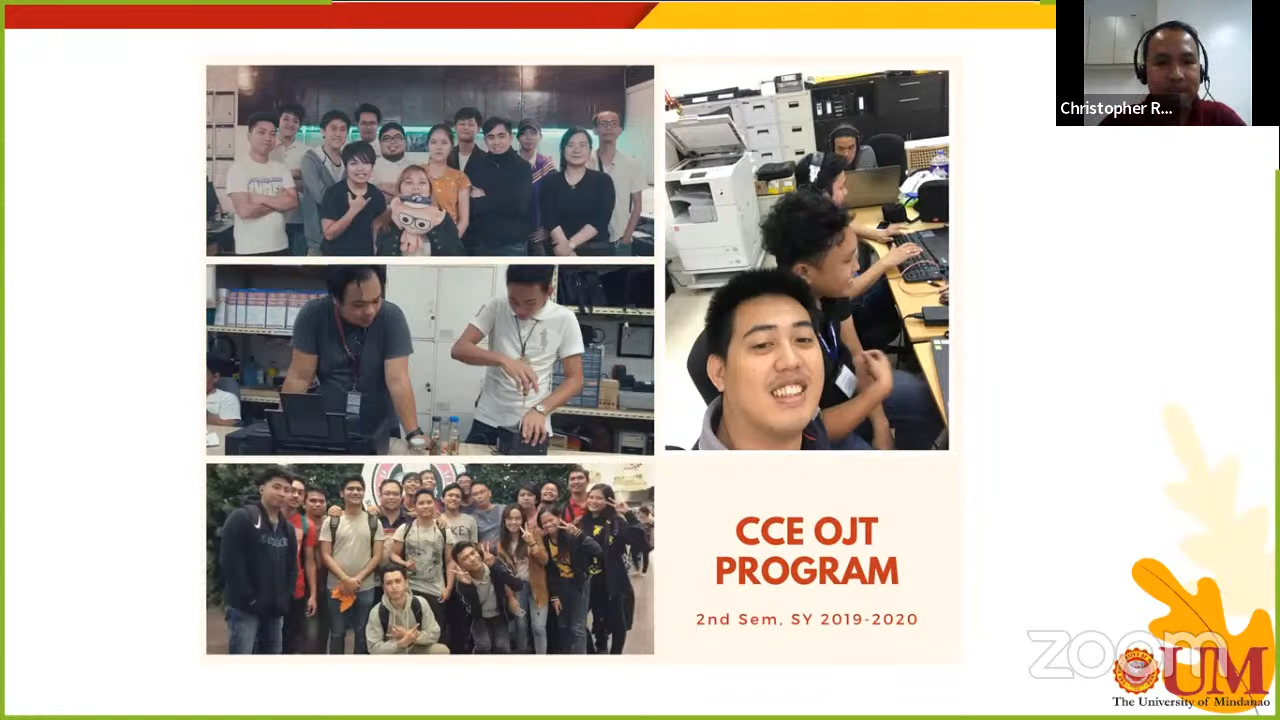 Christopher R...
CCE OJT
PROGRAM
2nd Sem, SY 2019-2020
zoom
UM
The University of Mindanao